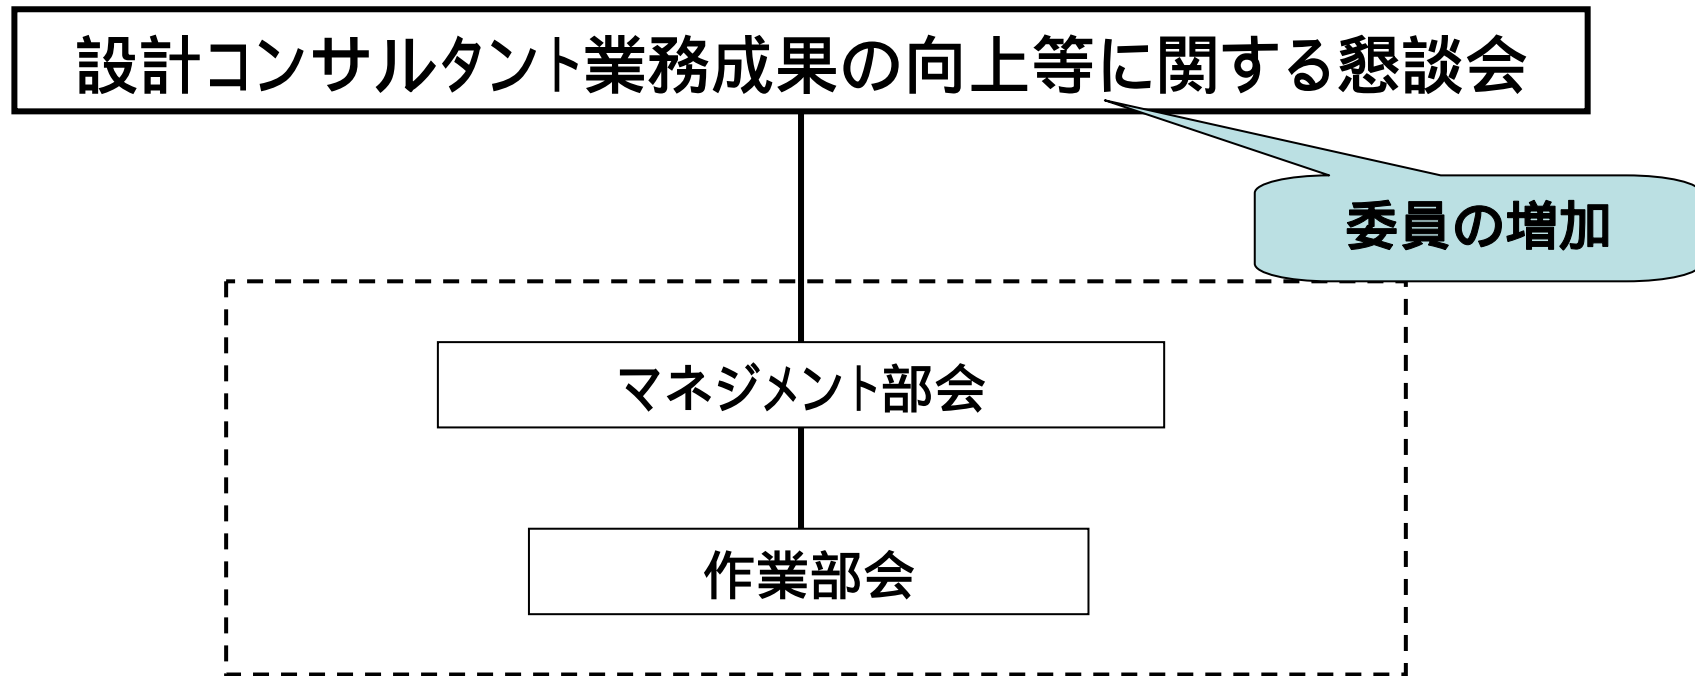 設計コンサルタント業務成果の向上等に関する懇談会
委員の増加
マネジメント部会
作業部会